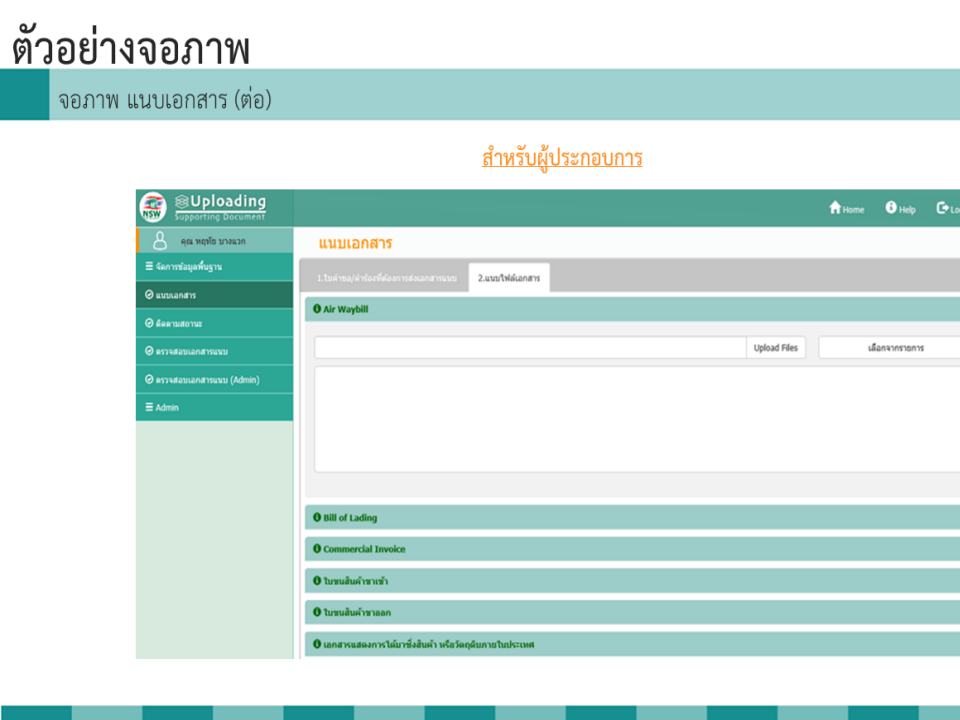 ตัวอย่างจอภาพ
จอภาพ แนบเอกสาร (ต่อ)
สำหรับผู้ประกอบการ
NSW
Uploading
Supporting Document
Home
Help
คุณ หฤทัย บางแวก
จัดการข้อมูลพื้นฐาน
แนบเอกสาร
ติดตามสถานะ
ตรวจสอบเอกสารแนบ
ตรวจสอบเอกสารแนบ (Admin)
Admin
แนบเอกสาร
1.ใบคำขอ/คำร้องที่ต้องการส่งเอกสารแนบ 2.แนบไฟล์เอกสาร
Air Waybill
Upload Files เลือกจากรายการ
Bill of Lading
Commercial Invoice
ใบขนสินค้าขาเข้า
ใบขนสินค้าขาออก
เอกสารแสดงการได้มาซึ่งสินค้า หรือวัตถุดิบภายในประเทศ